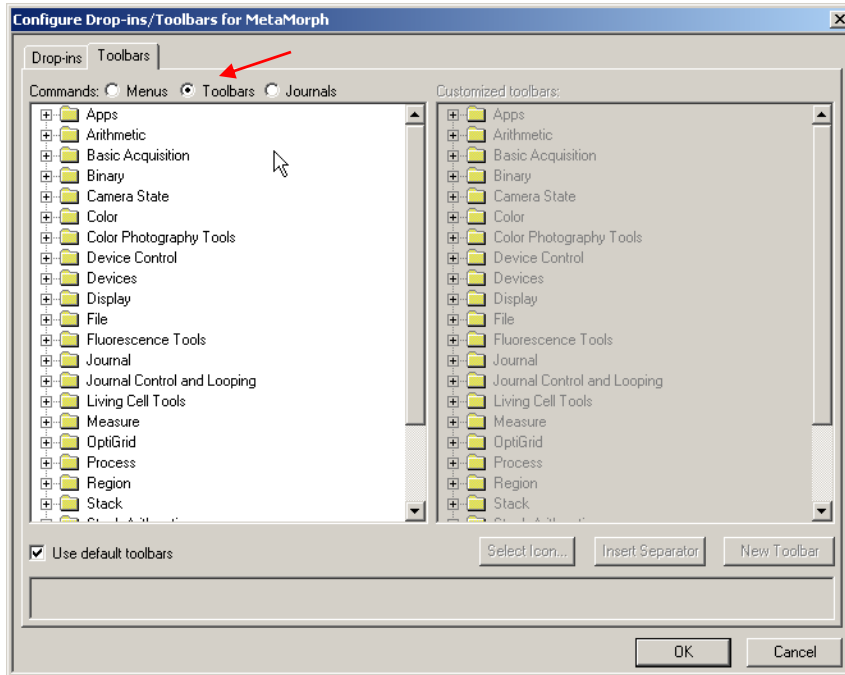 Configure Drop-ins/Toolbars for MetaMorph
Drop-ins Toolbars
Commands: Menus Toolbars Journals
Apps
Arithmetic
Basic Acquisition
Binary
Camera State
Color
Color Photography Tools
Device Control
Devices
Display
File
Fluorescence Tools
Journal
Journal Control and Looping
Living Cell Tools
Measure
OptiGrid
Process
Region
Stack
Customized toolbars:
Apps
Arithmetic
Basic Acquisition
Binary
Camera State
Color
Color Photography Tools
Device Control
Devices
Display
File
Fluorescence Tools
Journal
Journal Control and Looping
Living Cell Tools
Measure
OptiGrid
Process
Region
Stack
Use default toolbars
Select Icon... Insert Separator New Toolbar
OK Cancel